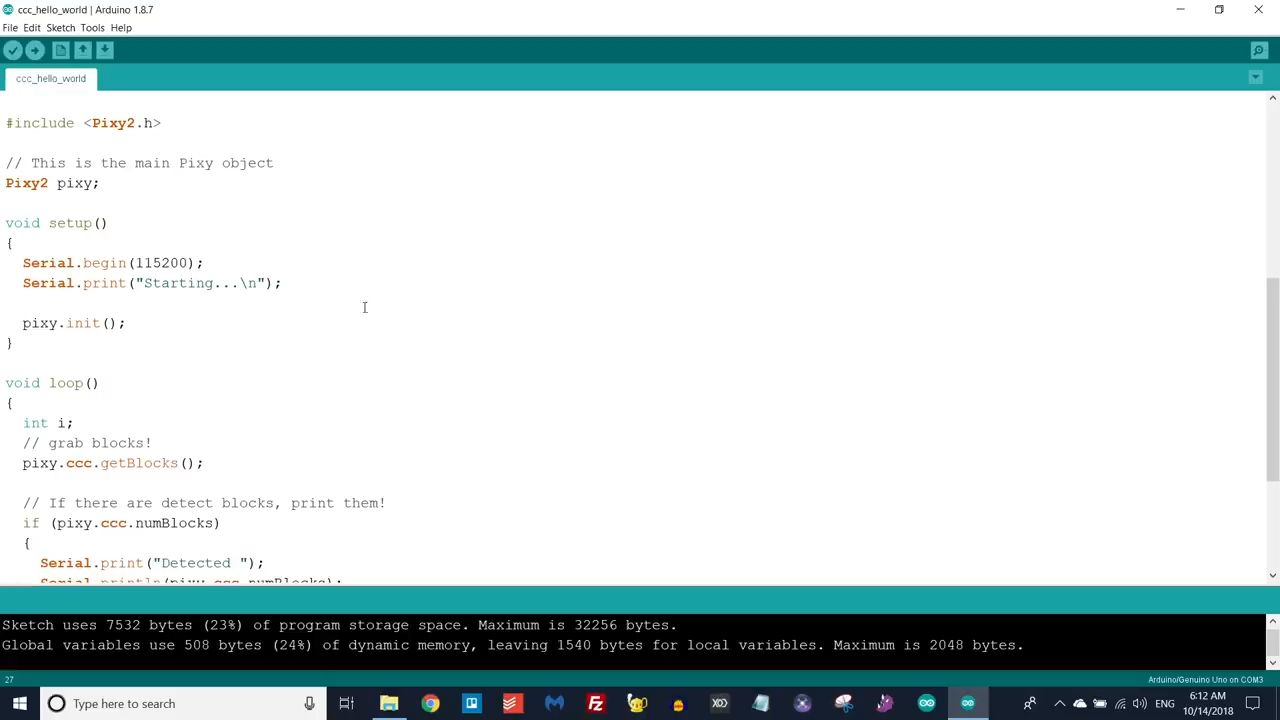 ccc_hello_world | Arduino 1.8.7
File Edit Sketch Tools Help
ccc_hello_world
#include <Pixy2.h>
// This is the main Pixy object
Pixy2 pixy;
void setup()
{
Serial.begin(115200);
Serial.print("Starting...\n");
pixy.init();
}
void loop()
{
int i;
// grab blocks!
pixy.ccc.getBlocks();
// If there are detect blocks, print them!
if (pixy.ccc.numBlocks)
{
Serial.print("Detected ");
Serial.println(pixy.ccc.numBlocks);
Sketch uses 7532 bytes (23%) of program storage space. Maximum is 32256 bytes.
Global variables use 508 bytes (24%) of dynamic memory, leaving 1540 bytes for local variables. Maximum is 2048 bytes.
27
Arduino/Genuino Uno on COM3
Type here to search
ENG
6:12 AM
10/14/2018